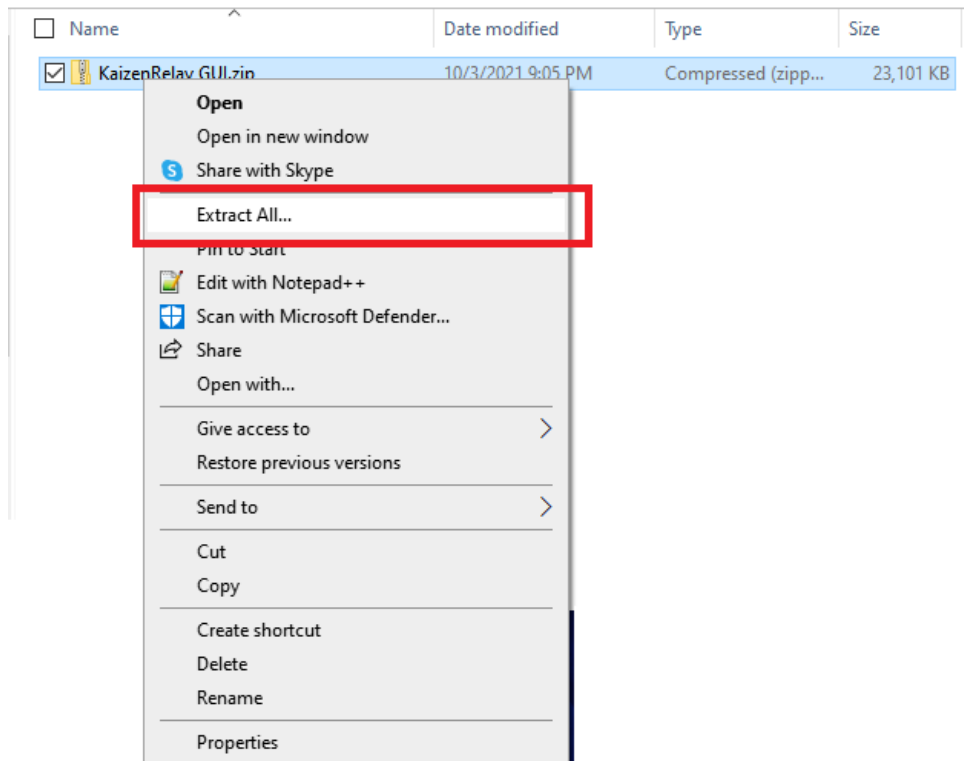 Name Date modified Type Size
KaizenRelay GUI.zip 10/3/2021 9:05 PM Compressed (zipp... 23,101 KB
Open
Open in new window
Share with Skype
Extract All...
Pin to Start
Edit with Notepad++
Scan with Microsoft Defender...
Share
Open with...
Give access to
Restore previous versions
Send to
Cut
Copy
Create shortcut
Delete
Rename
Properties